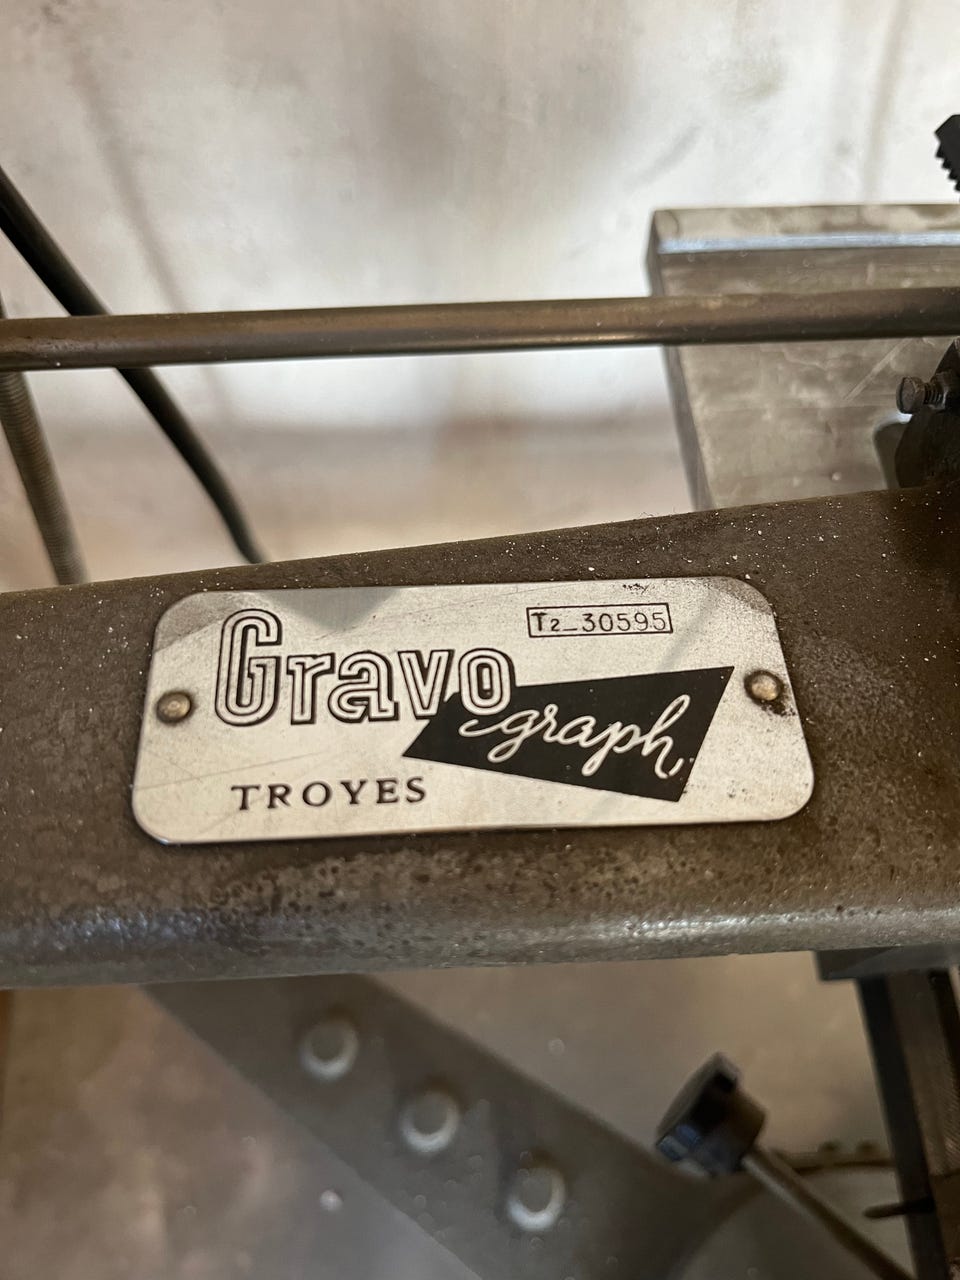 T2_30595
Gravo
graph
TROYES